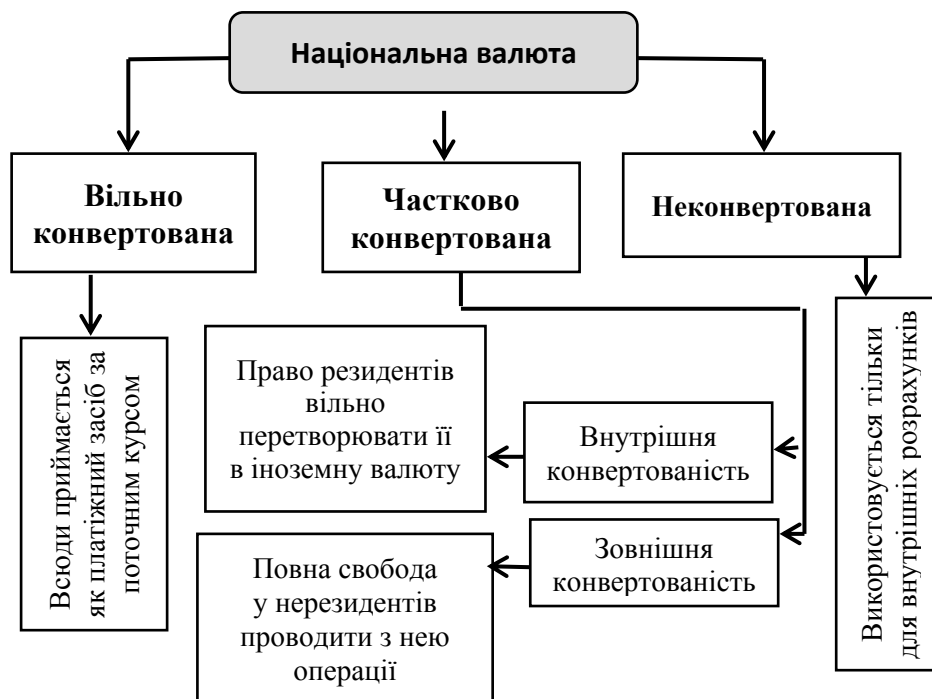 Національна валюта
Вільно
конвертована
Частково
конвертована
Неконвертована
Всюди приймається
як платіжний засіб за
поточним курсом
Право резидентів
вільно
перетворювати її
в іноземну валюту
Внутрішня
конвертованість
Зовнішня
конвертованість
Повна свобода
у нерезидентів
проводити з нею
операції
Використовується тільки
для внутрішніх розрахунків